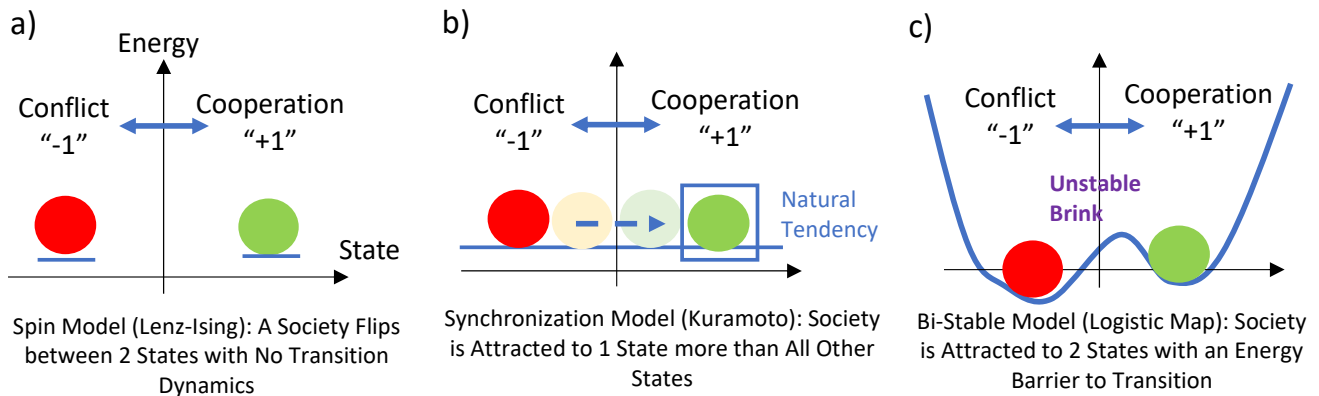 a)
Energy
Conflict
“-1”
Cooperation
“+1”
State
Spin Model (Lenz-Ising): A Society Flips
between 2 States with No Transition
Dynamics
b)
Conflict
“-1”
Cooperation
“+1”
Natural
Tendency
Synchronization Model (Kuramoto): Society
is Attracted to 1 State more than All Other
States
c)
Conflict
“-1”
Cooperation
“+1”
Unstable
Brink
Bi-Stable Model (Logistic Map): Society
is Attracted to 2 States with an Energy
Barrier to Transition